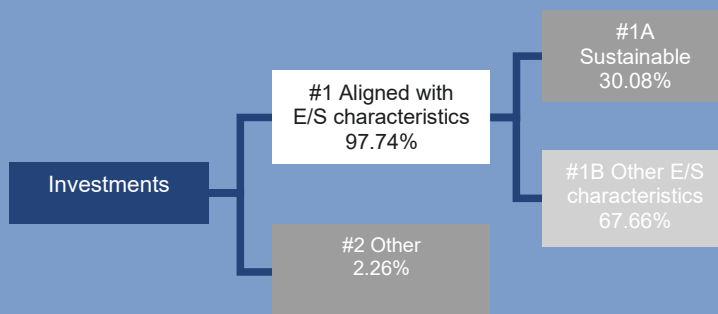 #1A
Sustainable
30.08%
#1 Aligned with
E/S characteristics
97.74%
Investments
#1B Other E/S
characteristics
67.66%
#2 Other
2.26%